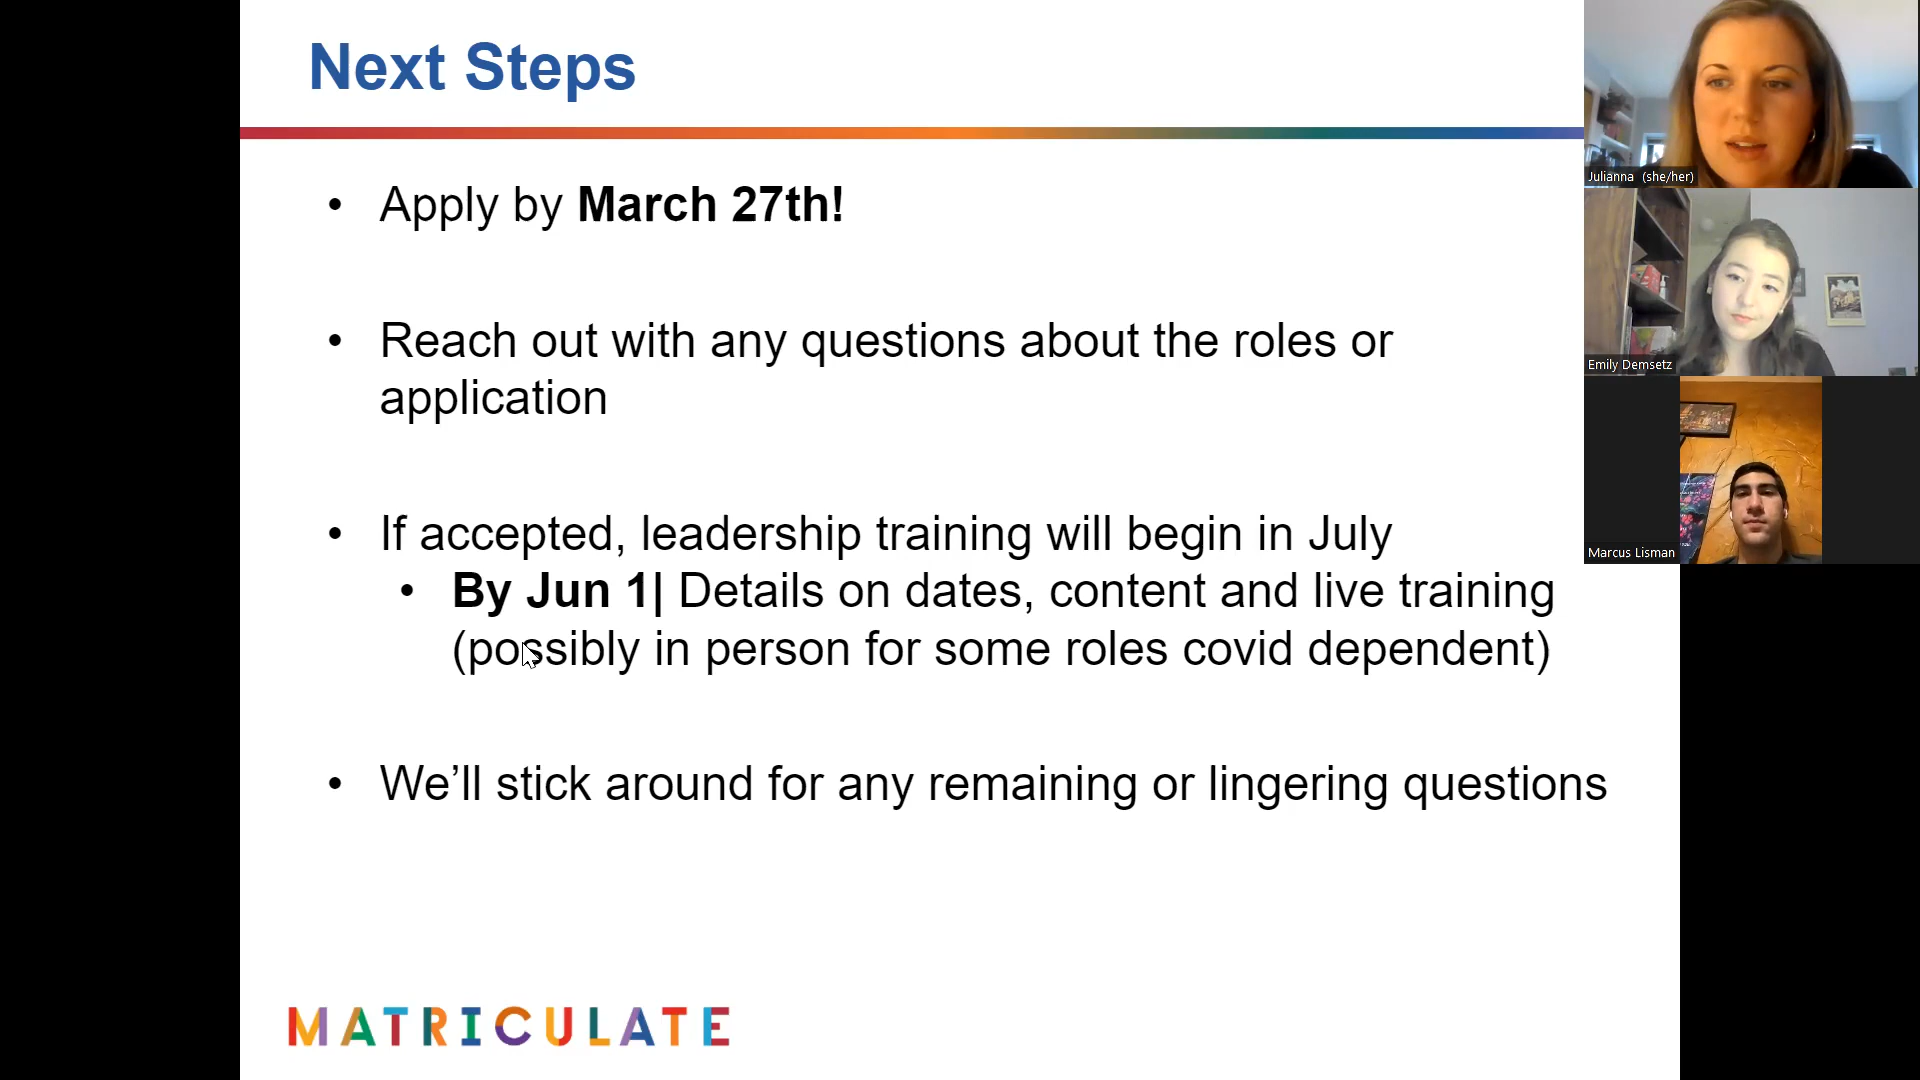 Next Steps
• Apply by March 27th!
• Reach out with any questions about the roles or
application
• If accepted, leadership training will begin in July
• By Jun 1| Details on dates, content and live training
(possibly in person for some roles covid dependent)
• We’ll stick around for any remaining or lingering questions
MATRICULATE
Julianna (she/her)
Emily Demsetz
Marcus Lisman